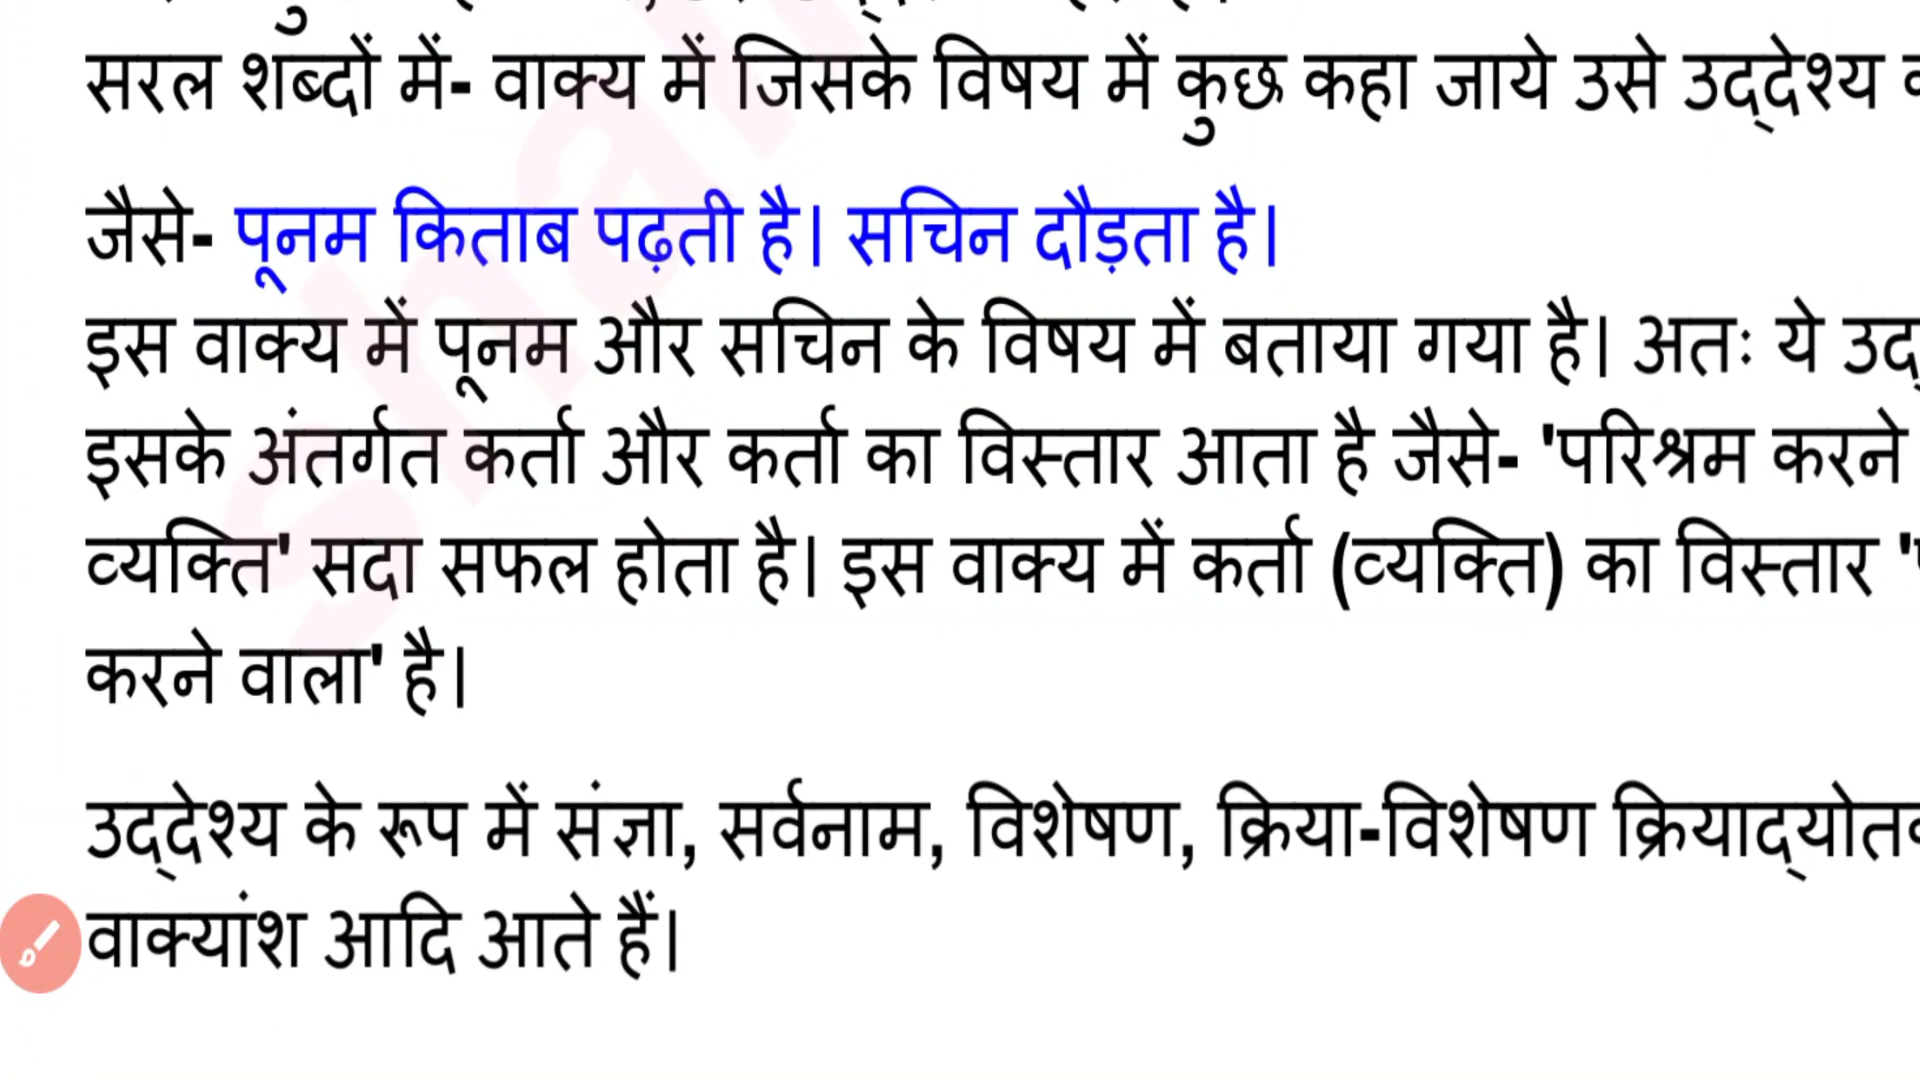 सरल शब्दों में- वाक्य में जिसके विषय में कुछ कहा जाये उसे उद्देश्य
जैसे- पूनम किताब पढ़ती है। सचिन दौड़ता है।
इस वाक्य में पूनम और सचिन के विषय में बताया गया है। अतः ये
इसके अंतर्गत कर्ता और कर्ता का विस्तार आता है जैसे- 'परिश्रम करने
व्यक्ति' सदा सफल होता है। इस वाक्य में कर्ता (व्यक्ति) का विस्तार
करने वाला' है।
उद्देश्य के रूप में संज्ञा, सर्वनाम, विशेषण, क्रिया-विशेषण
वाक्यांश आदि आते हैं।